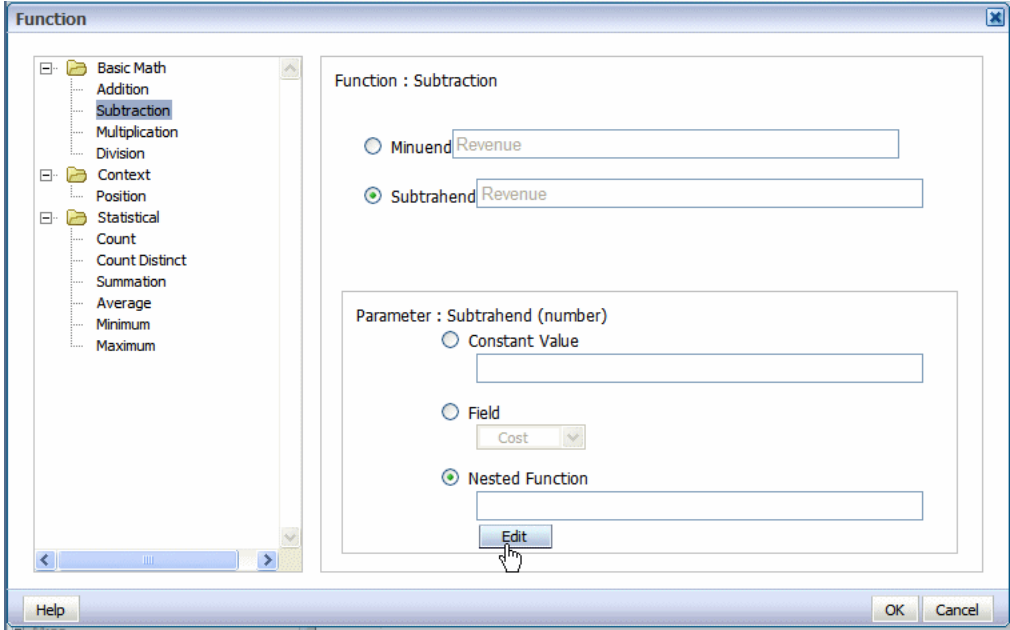 Function
Basic Math
Addition
Subtraction
Multiplication
Division
Context
Position
Statistical
Count
Count Distinct
Summation
Average
Minimum
Maximum
Function : Subtraction
Minuend Revenue
Subtrahend Revenue
Parameter : Subtrahend (number)
Constant Value
Field
Cost
Nested Function
Edit
Help
OK
Cancel